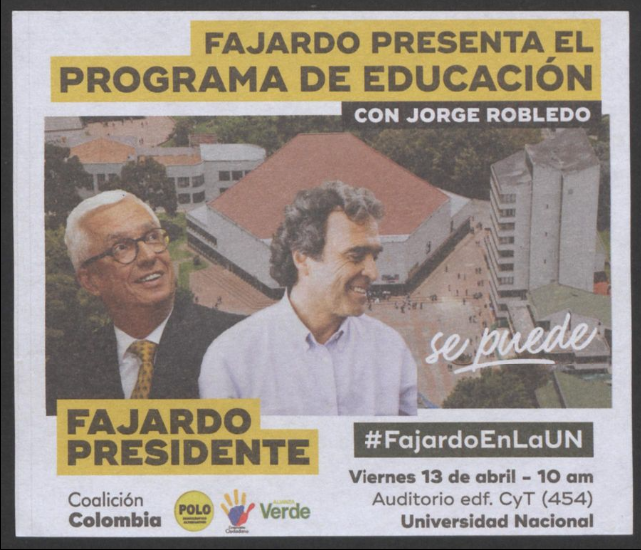 FAJARDO PRESENTA EL
PROGRAMA DE EDUCACIÓN
CON JORGE ROBLEDO
se puede
FAJARDO
PRESIDENTE
#FajardoEnLaUN
Viernes 13 de abril - 10 am
Auditorio edf. CyT (454)
Universidad Nacional
Coalición
Colombia
POLO
Verde